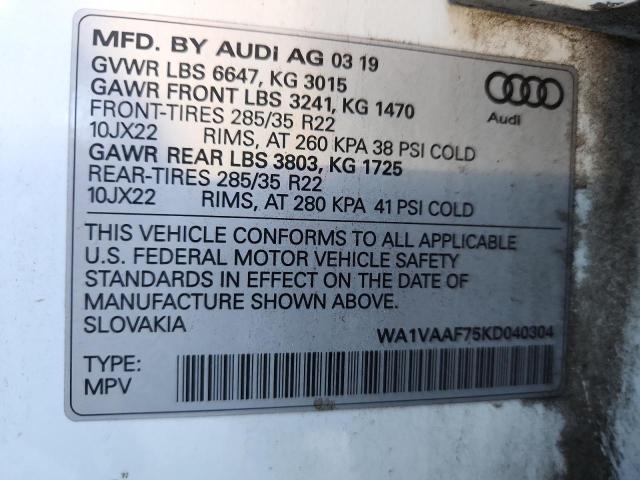 MFD. BY AUDI AG 03 19
GVWR LBS 6647, KG 3015
GAWR FRONT LBS 3241, KG 1470
FRONT-TIRES 285/35 R22
10JX22 RIMS, AT 260 KPA 38 PSI COLD
GAWR REAR LBS 3803, KG 1725
REAR-TIRES 285/35 R22
10JX22 RIMS, AT 280 KPA 41 PSI COLD
Audi
THIS VEHICLE CONFORMS TO ALL APPLICABLE
U.S. FEDERAL MOTOR VEHICLE SAFETY
STANDARDS IN EFFECT ON THE DATE OF
MANUFACTURE SHOWN ABOVE.
SLOVAKIA WA1VAAF75KD040304
TYPE:
MPV